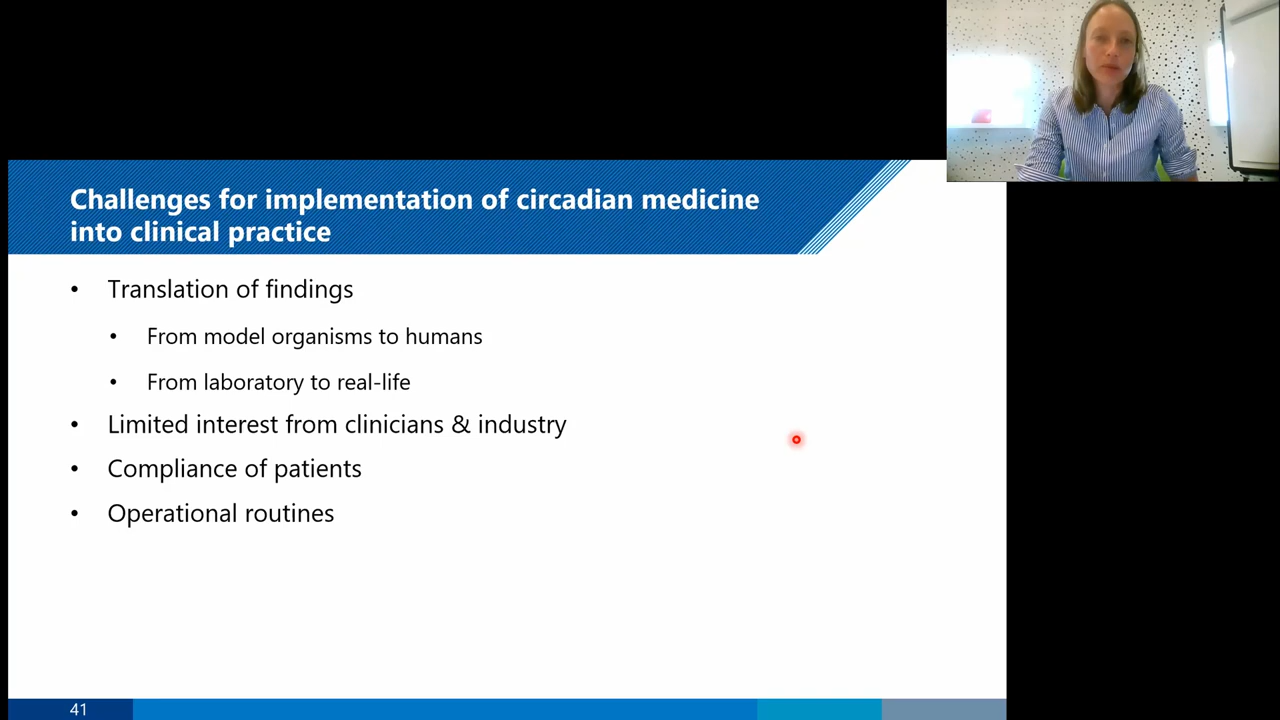 Challenges for implementation of circadian medicine
into clinical practice
• Translation of findings
• From model organisms to humans
• From laboratory to real-life
• Limited interest from clinicians & industry
• Compliance of patients
• Operational routines
41